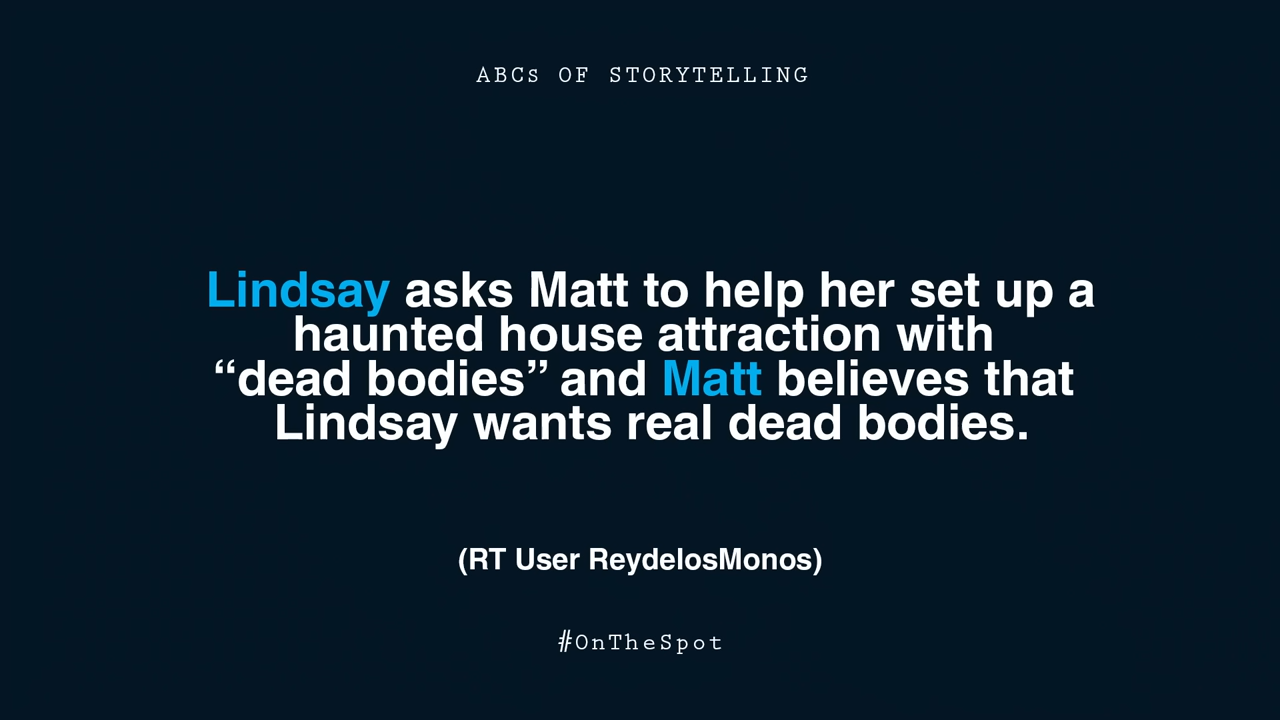 ABCs OF STORYTELLING
Lindsay asks Matt to help her set up a
haunted house attraction with
“dead bodies” and Matt believes that
Lindsay wants real dead bodies.
(RT User ReydelosMonos)
#OnTheSpot